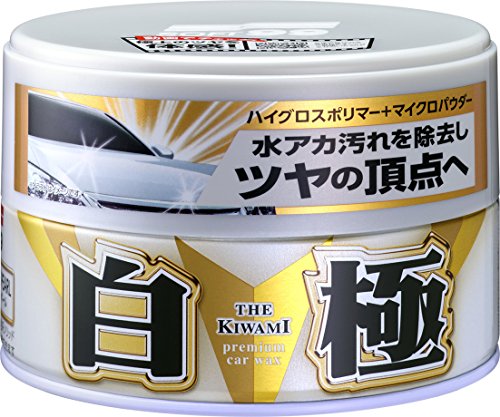 ハイグロスポリマー+マイクロパウダー
水アカ汚れを除去し
ツヤの頂点へ
白極
THE
KIWAMI
premium
car wax